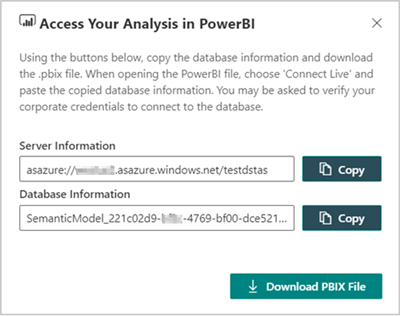 Access Your Analysis in PowerBI
Using the buttons below, copy the database information and download
the .pbix file. When opening the PowerBI file, choose 'Connect Live' and
paste the copied database information. You may be asked to verify your
corporate credentials to connect to the database.
Server Information
asazure:// .asazure.windows.net/testdstas
Copy
Database Information
SemanticModel_221c02d9- -4769-bf00-dce521...
Copy
Download PBIX File